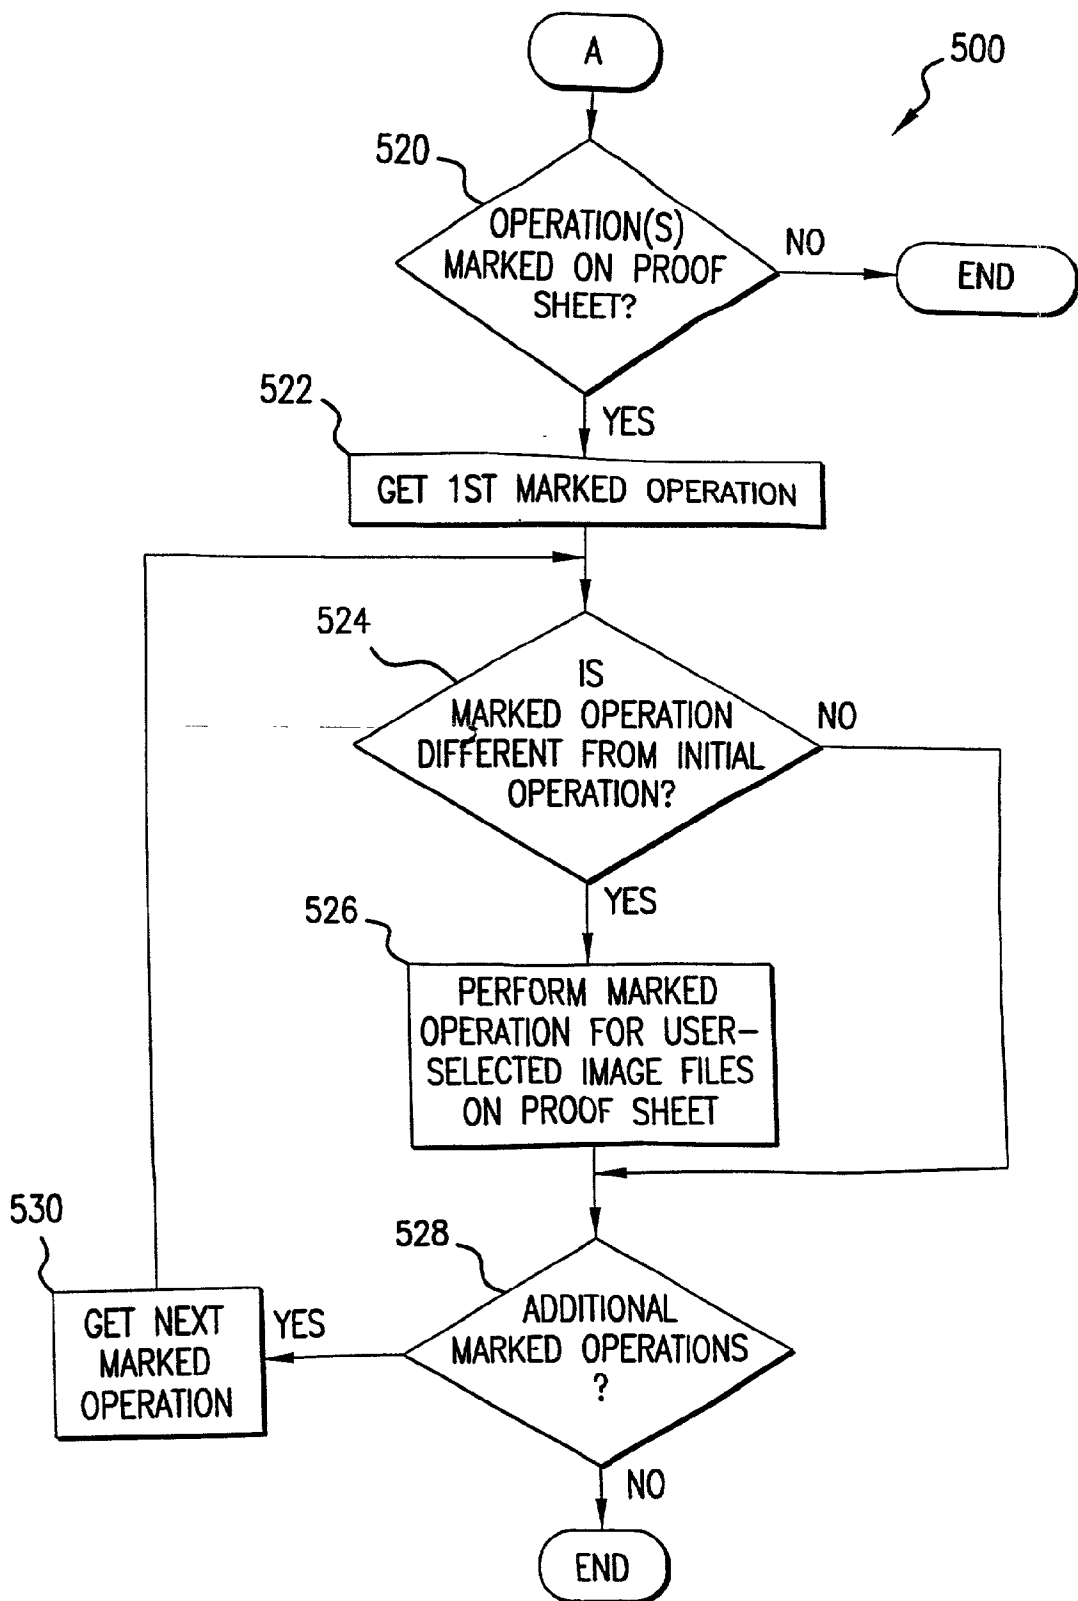 A
500
520
OPERATION(S)
MARKED ON PROOF
SHEET?
NO
END
522
YES
GET 1ST MARKED OPERATION
524
IS
MARKED OPERATION
DIFFERENT FROM INITIAL
OPERATION?
NO
YES
526
PERFORM MARKED
OPERATION FOR USER-
SELECTED IMAGE FILES
ON PROOF SHEET
530
528
GET NEXT
MARKED
OPERATION
YES
ADDITIONAL
MARKED OPERATIONS
?
NO
END